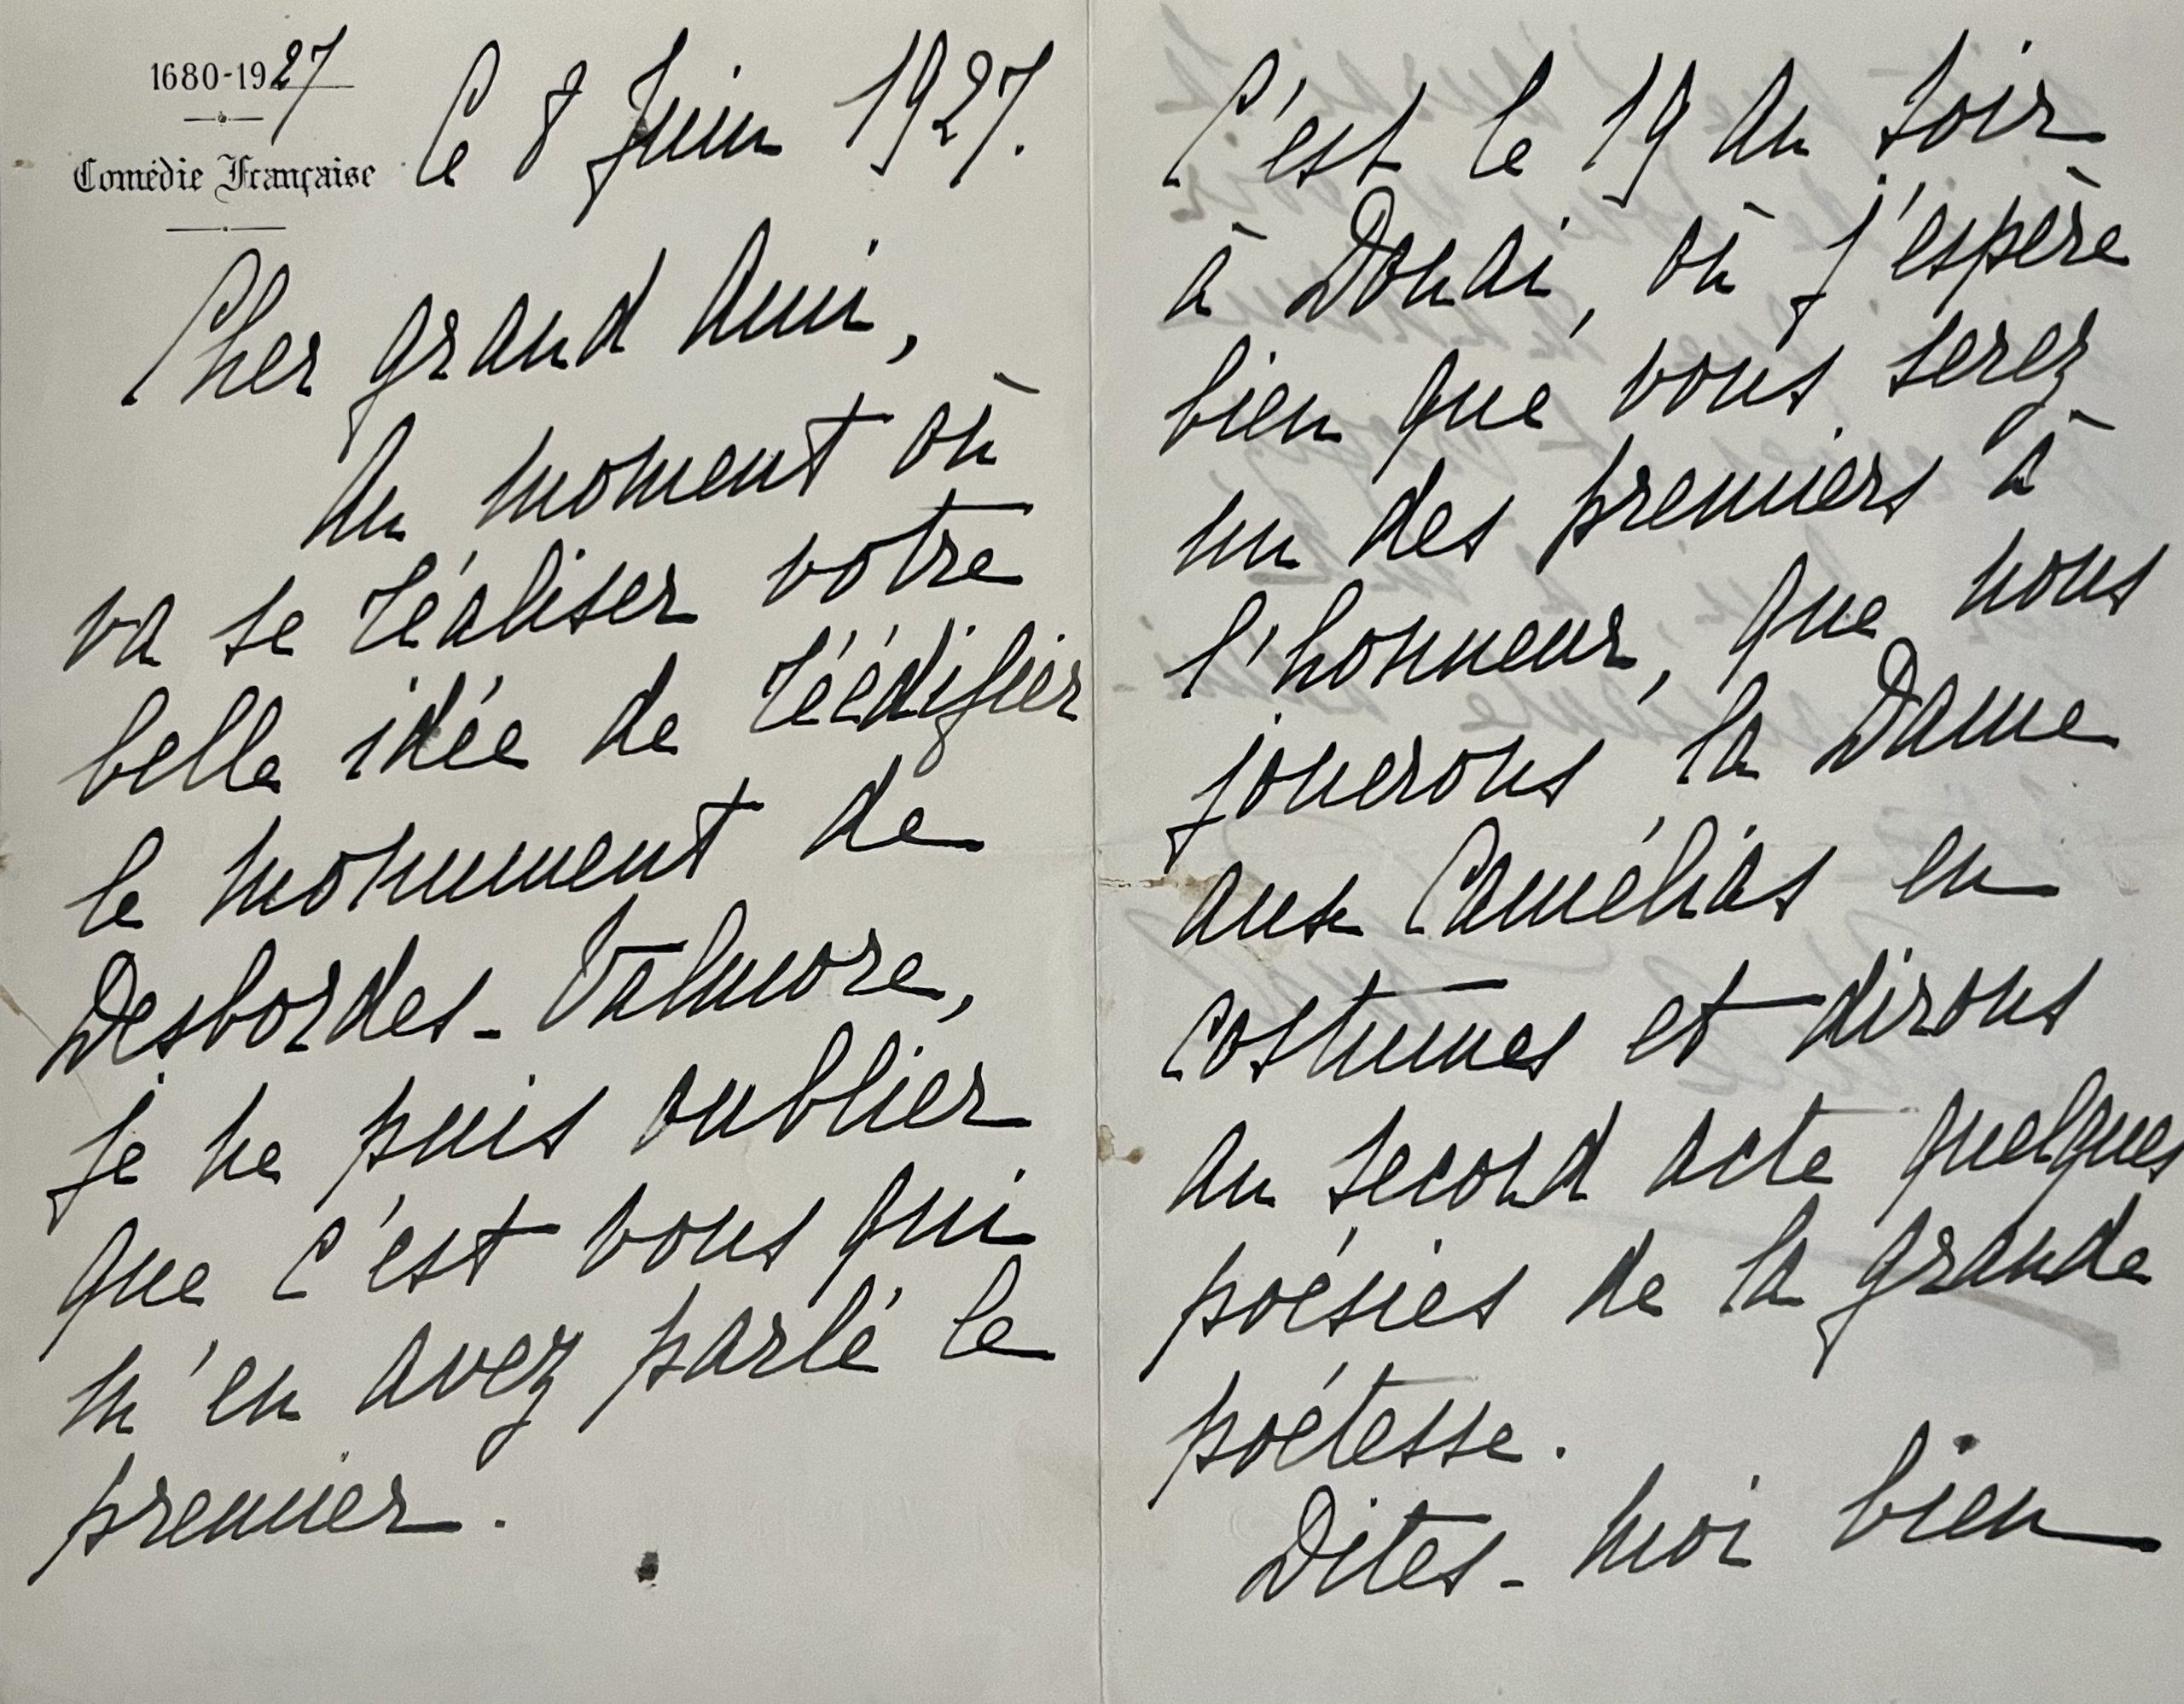 1680-1927
Comédie Française
Le 8 Juin 1927.
Cher grand Ami,
Au moment où
va se réaliser votre
belle idée de réédifier
le monument de
Desbordes-Valmore,
je ne puis oublier
que c'est vous qui
m'en avez parlé le
premier.
C'est le 19 au soir
à Douai, où j'espère
bien que vous serez
un des premiers à
l'honneur, que nous
jouerons la Dame
aux Camélias en
costumes et dirons
au second acte quelques
poésies de la grande
poétesse.
Dites-moi bien